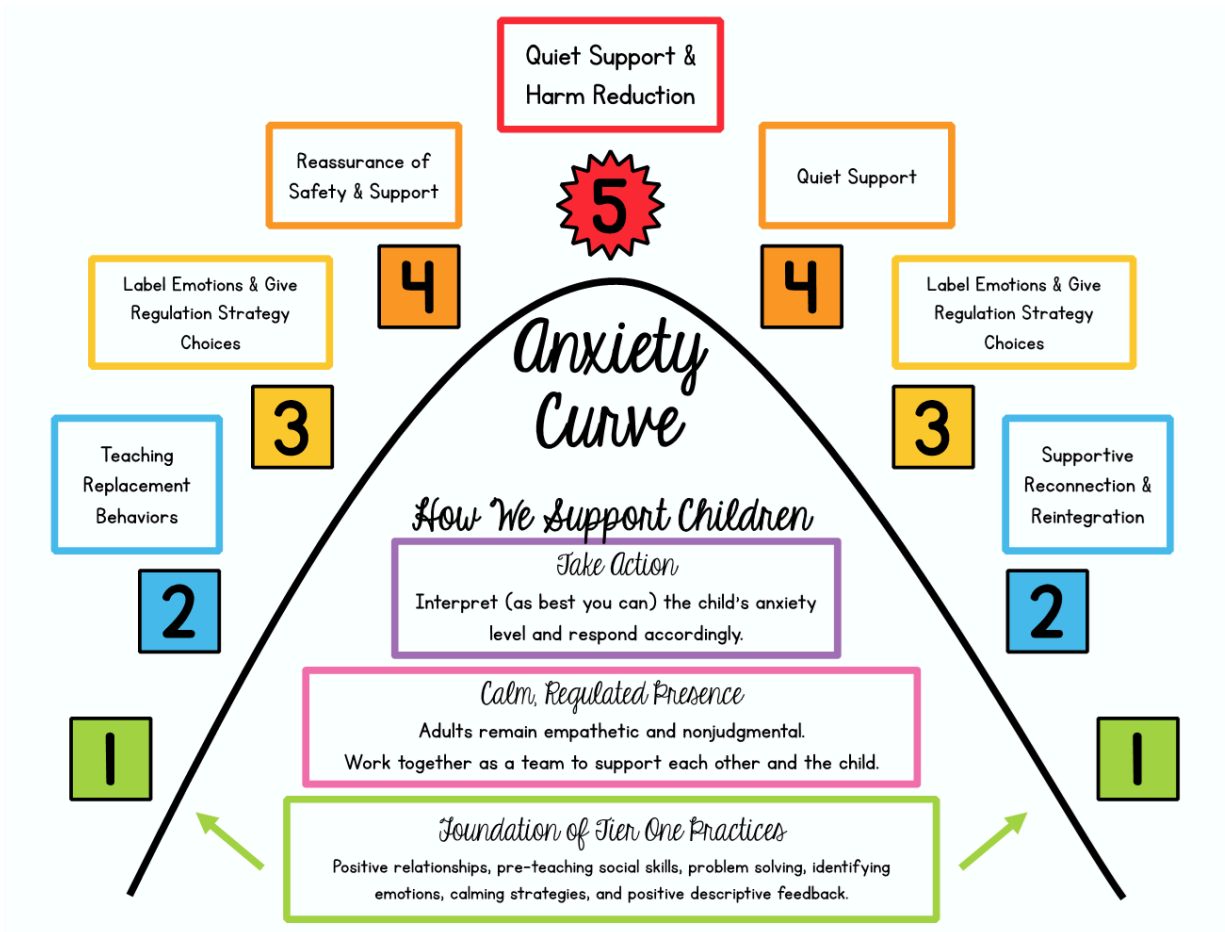 Quiet Support &
Harm Reduction
Reassurance of
Safety & Support
5
Quiet Support
4
4
Label Emotions & Give
Regulation Strategy
Choices
Label Emotions & Give
Regulation Strategy
Choices
Anxiety
Curve
3
3
Teaching
Replacement
Behaviors
Supportive
Reconnection &
Reintegration
How We Support Children
2
2
Take Action
Interpret (as best you can) the child's anxiety
level and respond accordingly.
Calm, Regulated Presence
Adults remain empathetic and nonjudgmental.
Work together as a team to support each other and the child.
1
1
Foundation of Tier One Practices
Positive relationships, pre-teaching social skills, problem solving, identifying
emotions, calming strategies, and positive descriptive feedback.